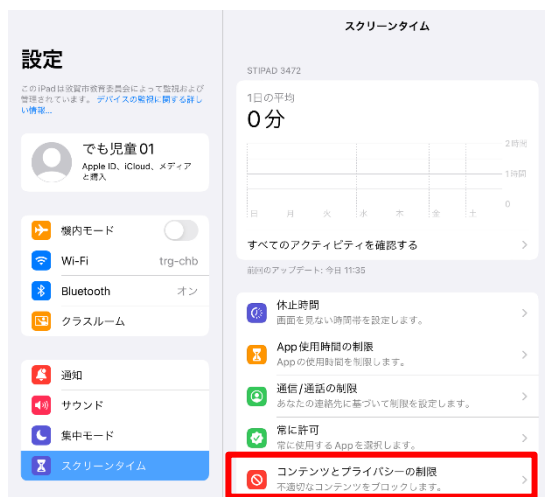 設定
このiPadは敦賀市教育委員会によって監視および
管理されています。デバイスの監視に関する詳し
い情報...
でも児童01
Apple ID、iCloud、メディア
と購入
機内モード
Wi-Fi trg-chb
Bluetooth オン
クラスルーム
通知
サウンド
集中モード
スクリーンタイム
スクリーンタイム
STIPAD 3472
1日の平均
0分
2時間
1時間
0
日 月 火 水 木 金 土
すべてのアクティビティを確認する
前回のアップデート: 今日 11:35
休止時間
画面を見ない時間帯を設定します。
App使用時間の制限
Appの使用時間を制限します。
通信/通話の制限
あなたの連絡先に基づいて制限を設定します。
常に許可
常に使用するAppを選択します。
コンテンツとプライバシーの制限
不適切なコンテンツをブロックします。